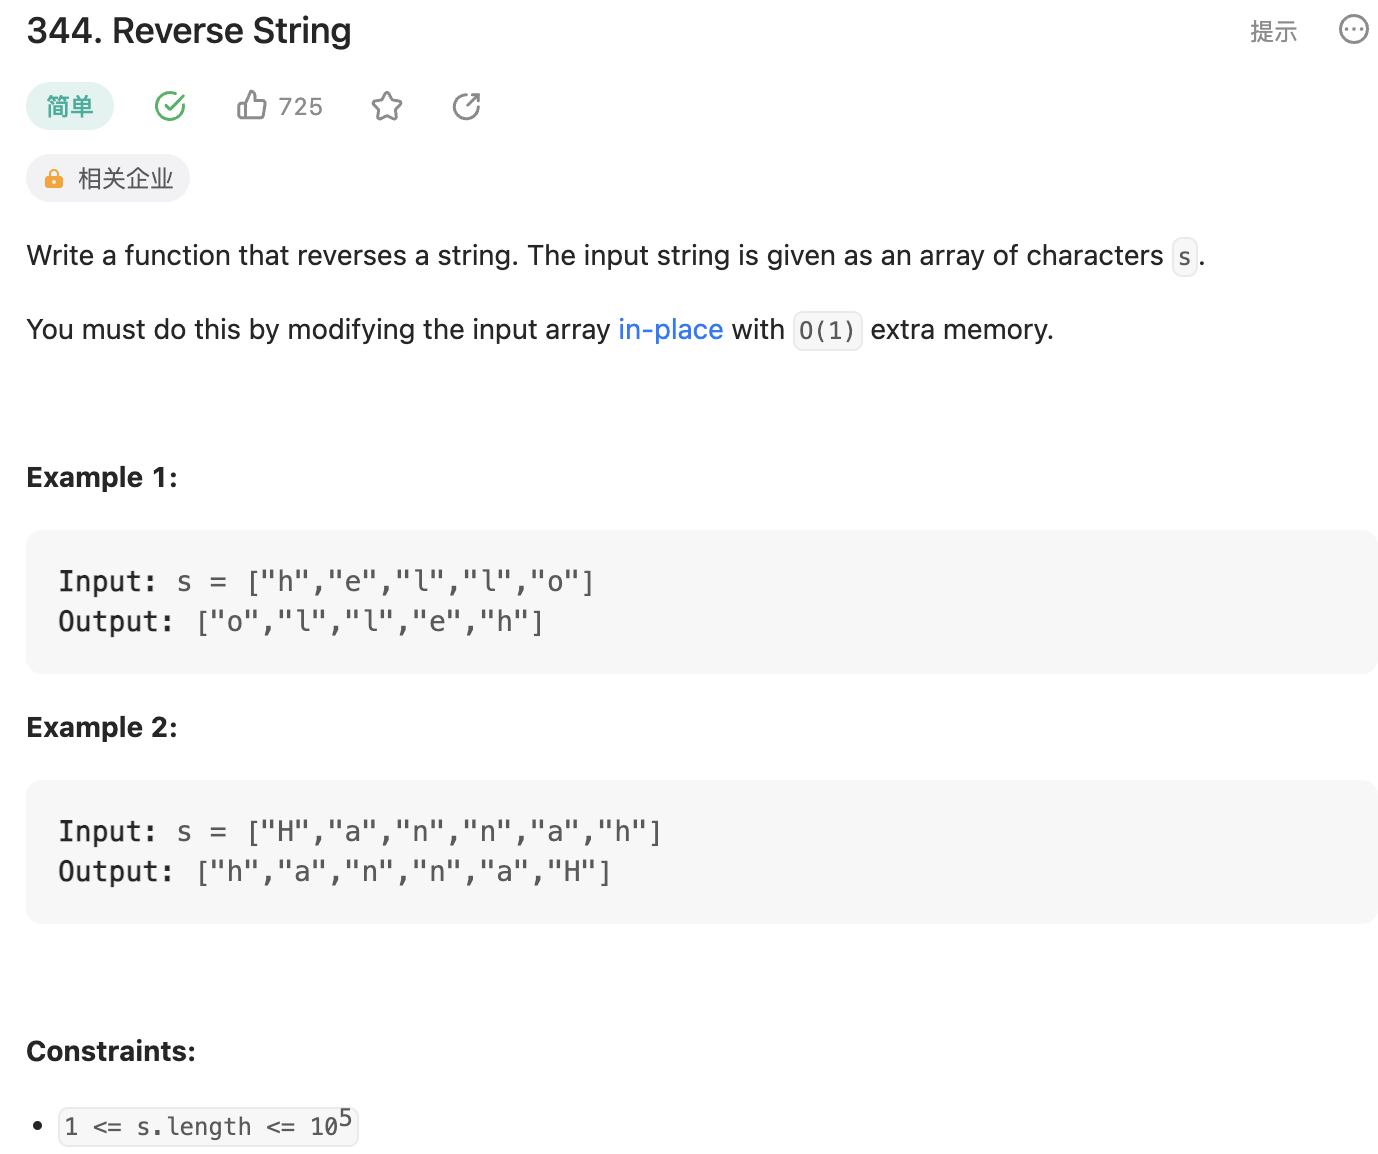 344. Reverse String
提示
简单
725
相关企业
Write a function that reverses a string. The input string is given as an array of characters s.
You must do this by modifying the input array in-place with O(1) extra memory.
Example 1:
Input: s = ["h","e","l","l","o"]
Output: ["o","l","l","e","h"]
Example 2:
Input: s = ["H","a","n","n","a","h"]
Output: ["h","a","n","n","a","H"]
Constraints:
• 1 <= s.length <= 10⁵